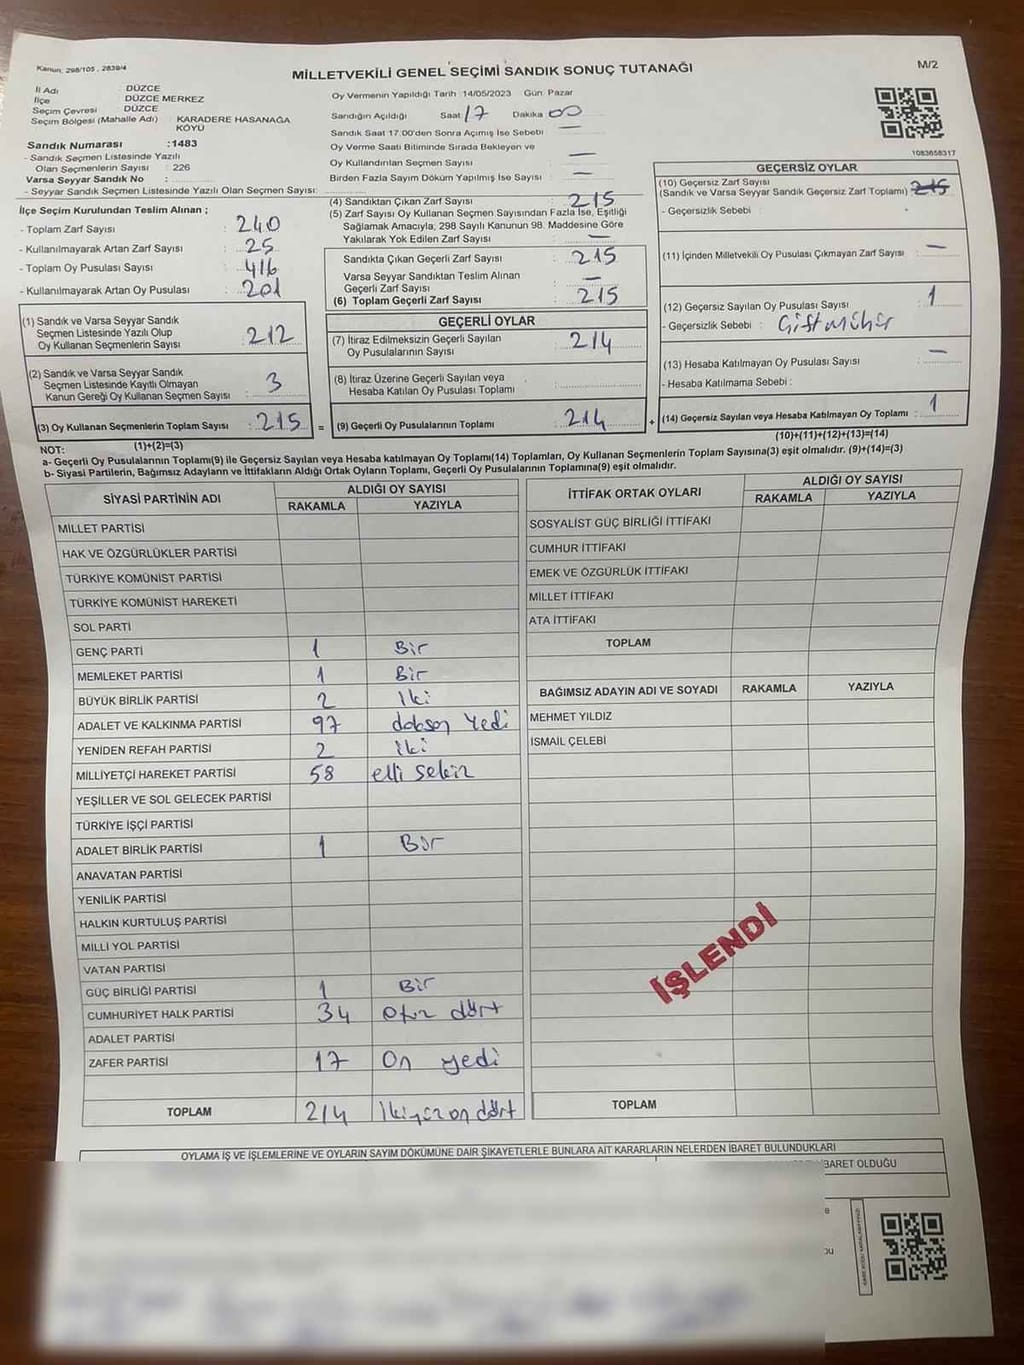 Kanun: 298/105, 2839/4
MİLLETVEKİLİ GENEL SEÇİMİ SANDIK SONUÇ TUTANAĞI
M/2
İl Adı : DÜZCE
İlçe : DÜZCE MERKEZ
Seçim Çevresi : DÜZCE
Seçim Bölgesi (Mahalle Adı) : KARADERE HASANAĞA KÖYÜ
Sandık Numarası : 1483
- Sandık Seçmen Listesinde Yazılı
Olan Seçmenlerin Sayısı : 226
Varsa Seyyar Sandık No :
- Seyyar Sandık Seçmen Listesinde Yazılı Olan Seçmen Sayısı:
Oy Vermenin Yapıldığı Tarih : 14/05/2023 Gün: Pazar
Sandığın Açıldığı Saat : 17 Dakika : 00
Sandık Saat 17.00'den Sonra Açılmış İse Sebebi : —
Oy Verme Saati Bitiminde Sırada Bekleyen ve
Oy Kullandırılan Seçmen Sayısı : —
Birden Fazla Sayım Döküm Yapılmış İse Sayısı : —
1083658317
İlçe Seçim Kurulundan Teslim Alınan ;
- Toplam Zarf Sayısı : 240
- Kullanılmayarak Artan Zarf Sayısı : 25
- Toplam Oy Pusulası Sayısı : 416
- Kullanılmayarak Artan Oy Pusulası : 201
(1) Sandık ve Varsa Seyyar Sandık
Seçmen Listesinde Yazılı Olup
Oy Kullanan Seçmenlerin Sayısı : 212
(2) Sandık ve Varsa Seyyar Sandık
Seçmen Listesinde Kayıtlı Olmayan
Kanun Gereği Oy Kullanan Seçmen Sayısı : 3
(3) Oy Kullanan Seçmenlerin Toplam Sayısı : 215
(1)+(2)=(3)
(4) Sandıktan Çıkan Zarf Sayısı : 215
(5) Zarf Sayısı Oy Kullanan Seçmen Sayısından Fazla İse, Eşitliği
Sağlamak Amacıyla, 298 Sayılı Kanunun 98. Maddesine Göre
Yakılarak Yok Edilen Zarf Sayısı : —
Sandıkta Çıkan Geçerli Zarf Sayısı : 215
Varsa Seyyar Sandıktan Teslim Alınan
Geçerli Zarf Sayısı : —
(6) Toplam Geçerli Zarf Sayısı : 215
GEÇERLİ OYLAR
(7) İtiraz Edilmeksizin Geçerli Sayılan
Oy Pusulalarının Sayısı : 214
(8) İtiraz Üzerine Geçerli Sayılan veya
Hesaba Katılan Oy Pusulası Toplamı :
= (9) Geçerli Oy Pusulalarının Toplamı : 214
GEÇERSİZ OYLAR
(10) Geçersiz Zarf Sayısı
(Sandık ve Varsa Seyyar Sandık Geçersiz Zarf Toplamı) : 215
- Geçersizlik Sebebi :
(11) İçinden Milletvekili Oy Pusulası Çıkmayan Zarf Sayısı : —
(12) Geçersiz Sayılan Oy Pusulası Sayısı : 1
- Geçersizlik Sebebi : Çift mühür
(13) Hesaba Katılmayan Oy Pusulası Sayısı : —
- Hesaba Katılmama Sebebi :
+ (14) Geçersiz Sayılan veya Hesaba Katılmayan Oy Toplamı : 1
(10)+(11)+(12)+(13)=(14)
NOT:
a- Geçerli Oy Pusulalarının Toplamı(9) ile Geçersiz Sayılan veya Hesaba katılmayan Oy Toplamı(14) Toplamları, Oy Kullanan Seçmenlerin Toplam Sayısına(3) eşit olmalıdır. (9)+(14)=(3)
b- Siyasi Partilerin, Bağımsız Adayların ve İttifakların Aldığı Ortak Oyların Toplamı, Geçerli Oy Pusulalarının Toplamına(9) eşit olmalıdır.
SİYASİ PARTİNİN ADI ALDIĞI OY SAYISI
RAKAMLA YAZIYLA
MİLLET PARTİSİ
HAK VE ÖZGÜRLÜKLER PARTİSİ
TÜRKİYE KOMÜNİST PARTİSİ
TÜRKİYE KOMÜNİST HAREKETİ
SOL PARTİ
GENÇ PARTİ 1 Bir
MEMLEKET PARTİSİ 1 Bir
BÜYÜK BİRLİK PARTİSİ 2 İki
ADALET VE KALKINMA PARTİSİ 97 doksan Yedi
YENİDEN REFAH PARTİSİ 2 iki
MİLLİYETÇİ HAREKET PARTİSİ 58 elli sekiz
YEŞİLLER VE SOL GELECEK PARTİSİ
TÜRKİYE İŞÇİ PARTİSİ
ADALET BİRLİK PARTİSİ 1 Bir
ANAVATAN PARTİSİ
YENİLİK PARTİSİ
HALKIN KURTULUŞ PARTİSİ
MİLLİ YOL PARTİSİ
VATAN PARTİSİ
GÜÇ BİRLİĞİ PARTİSİ 1 Bir
CUMHURİYET HALK PARTİSİ 34 otuz dört
ADALET PARTİSİ
ZAFER PARTİSİ 17 On yedi
TOPLAM 214 İkiyüz on dört
İTTİFAK ORTAK OYLARI ALDIĞI OY SAYISI
RAKAMLA YAZIYLA
SOSYALİST GÜÇ BİRLİĞİ İTTİFAKI
CUMHUR İTTİFAKI
EMEK VE ÖZGÜRLÜK İTTİFAKI
MİLLET İTTİFAKI
ATA İTTİFAKI
TOPLAM
BAĞIMSIZ ADAYIN ADI VE SOYADI RAKAMLA YAZIYLA
MEHMET YILDIZ
İSMAİL ÇELEBİ
İŞLENDİ
TOPLAM
OYLAMA İŞ VE İŞLEMLERİNE VE OYLARIN SAYIM DÖKÜMÜNE DAİR ŞİKAYETLERLE BUNLARA AİT KARARLARIN NELERDEN İBARET BULUNDUKLARI
BARET OLDUĞU